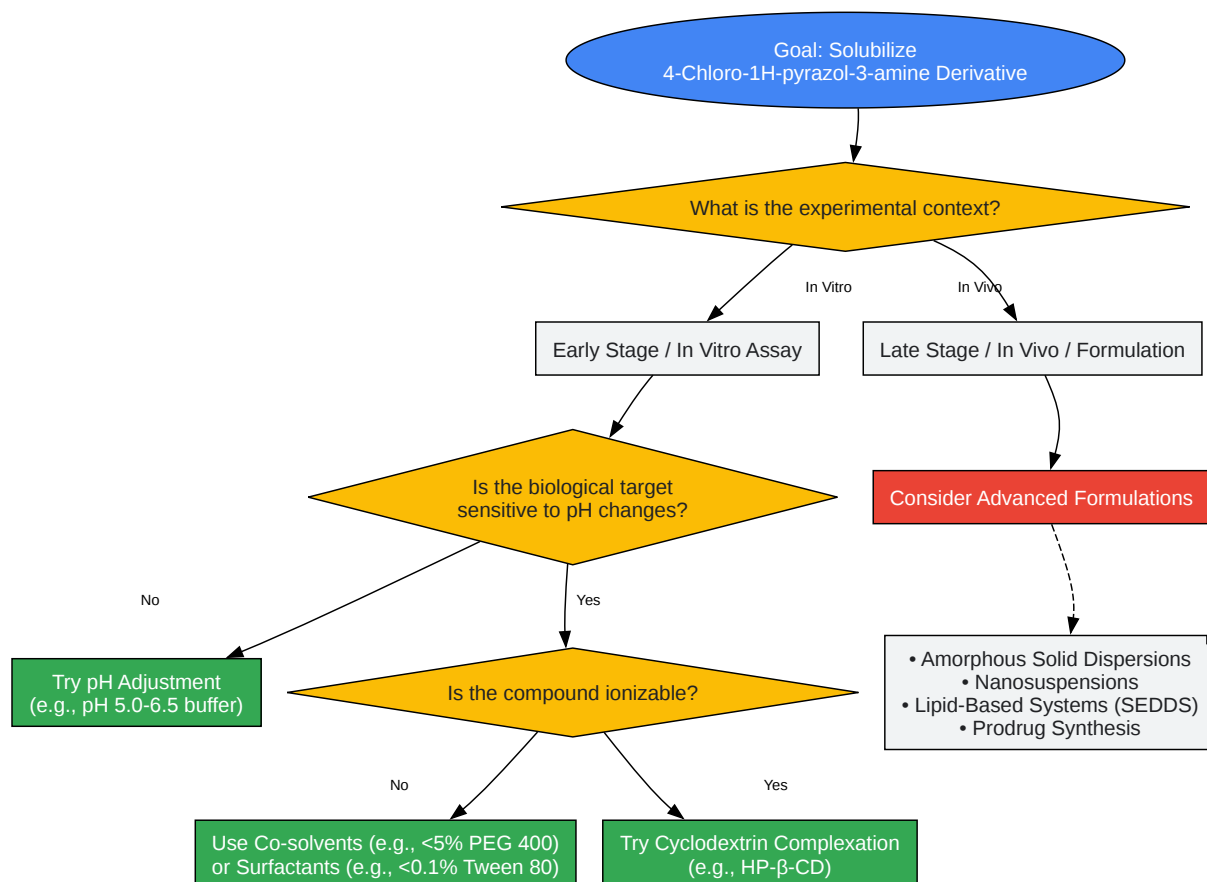 Goal: Solubilize
4-Chloro-1H-pyrazol-3-amine Derivative
What is the experimental context?
In Vitro
In Vivo
Early Stage / In Vitro Assay
Late Stage / In Vivo / Formulation
Is the biological target
sensitive to pH changes?
Consider Advanced Formulations
No
Yes
Try pH Adjustment
(e.g., pH 5.0-6.5 buffer)
Is the compound ionizable?
• Amorphous Solid Dispersions
• Nanosuspensions
• Lipid-Based Systems (SEDDS)
• Prodrug Synthesis
No
Yes
Use Co-solvents (e.g., <5% PEG 400)
or Surfactants (e.g., <0.1% Tween 80)
Try Cyclodextrin Complexation
(e.g., HP-β-CD)